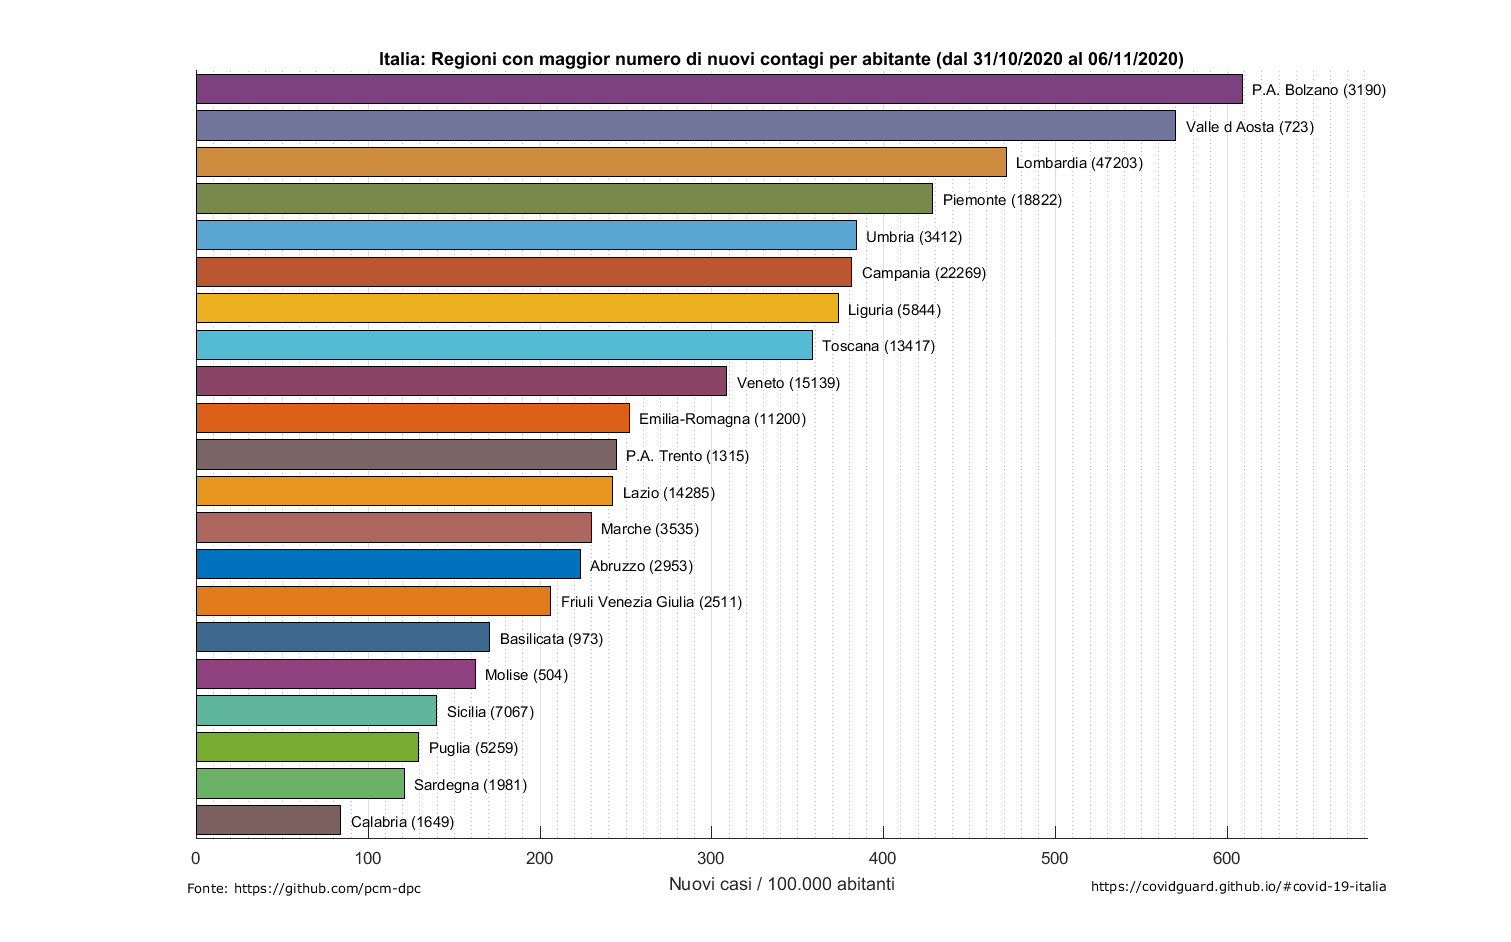 Italia: Regioni con maggior numero di nuovi contagi per abitante (dal 31/10/2020 al 06/11/2020)
P.A. Bolzano (3190)
Valle d Aosta (723)
Lombardia (47203)
Piemonte (18822)
Umbria (3412)
Campania (22269)
Liguria (5844)
Toscana (13417)
Veneto (15139)
Emilia-Romagna (11200)
P.A. Trento (1315)
Lazio (14285)
Marche (3535)
Abruzzo (2953)
Friuli Venezia Giulia (2511)
Basilicata (973)
Molise (504)
Sicilia (7067)
Puglia (5259)
Sardegna (1981)
Calabria (1649)
0 100 200 300 400 500 600
Nuovi casi / 100.000 abitanti
Fonte: https://github.com/pcm-dpc
https://covidguard.github.io/#covid-19-italia